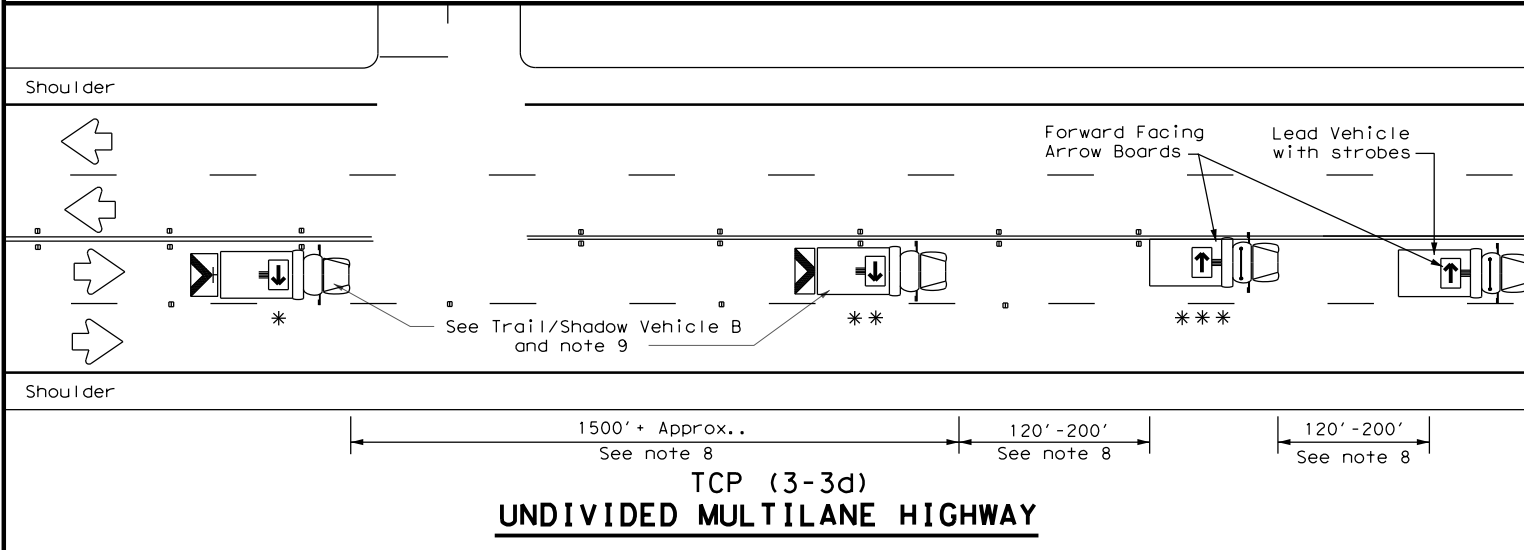 Shoulder
Forward Facing
Arrow Boards
Lead Vehicle
with strobes
*
**
***
See Trail/Shadow Vehicle B
and note 9
Shoulder
1500'+ Approx..
See note 8
120'-200'
See note 8
120'-200'
See note 8
TCP (3-3d)
UNDIVIDED MULTILANE HIGHWAY